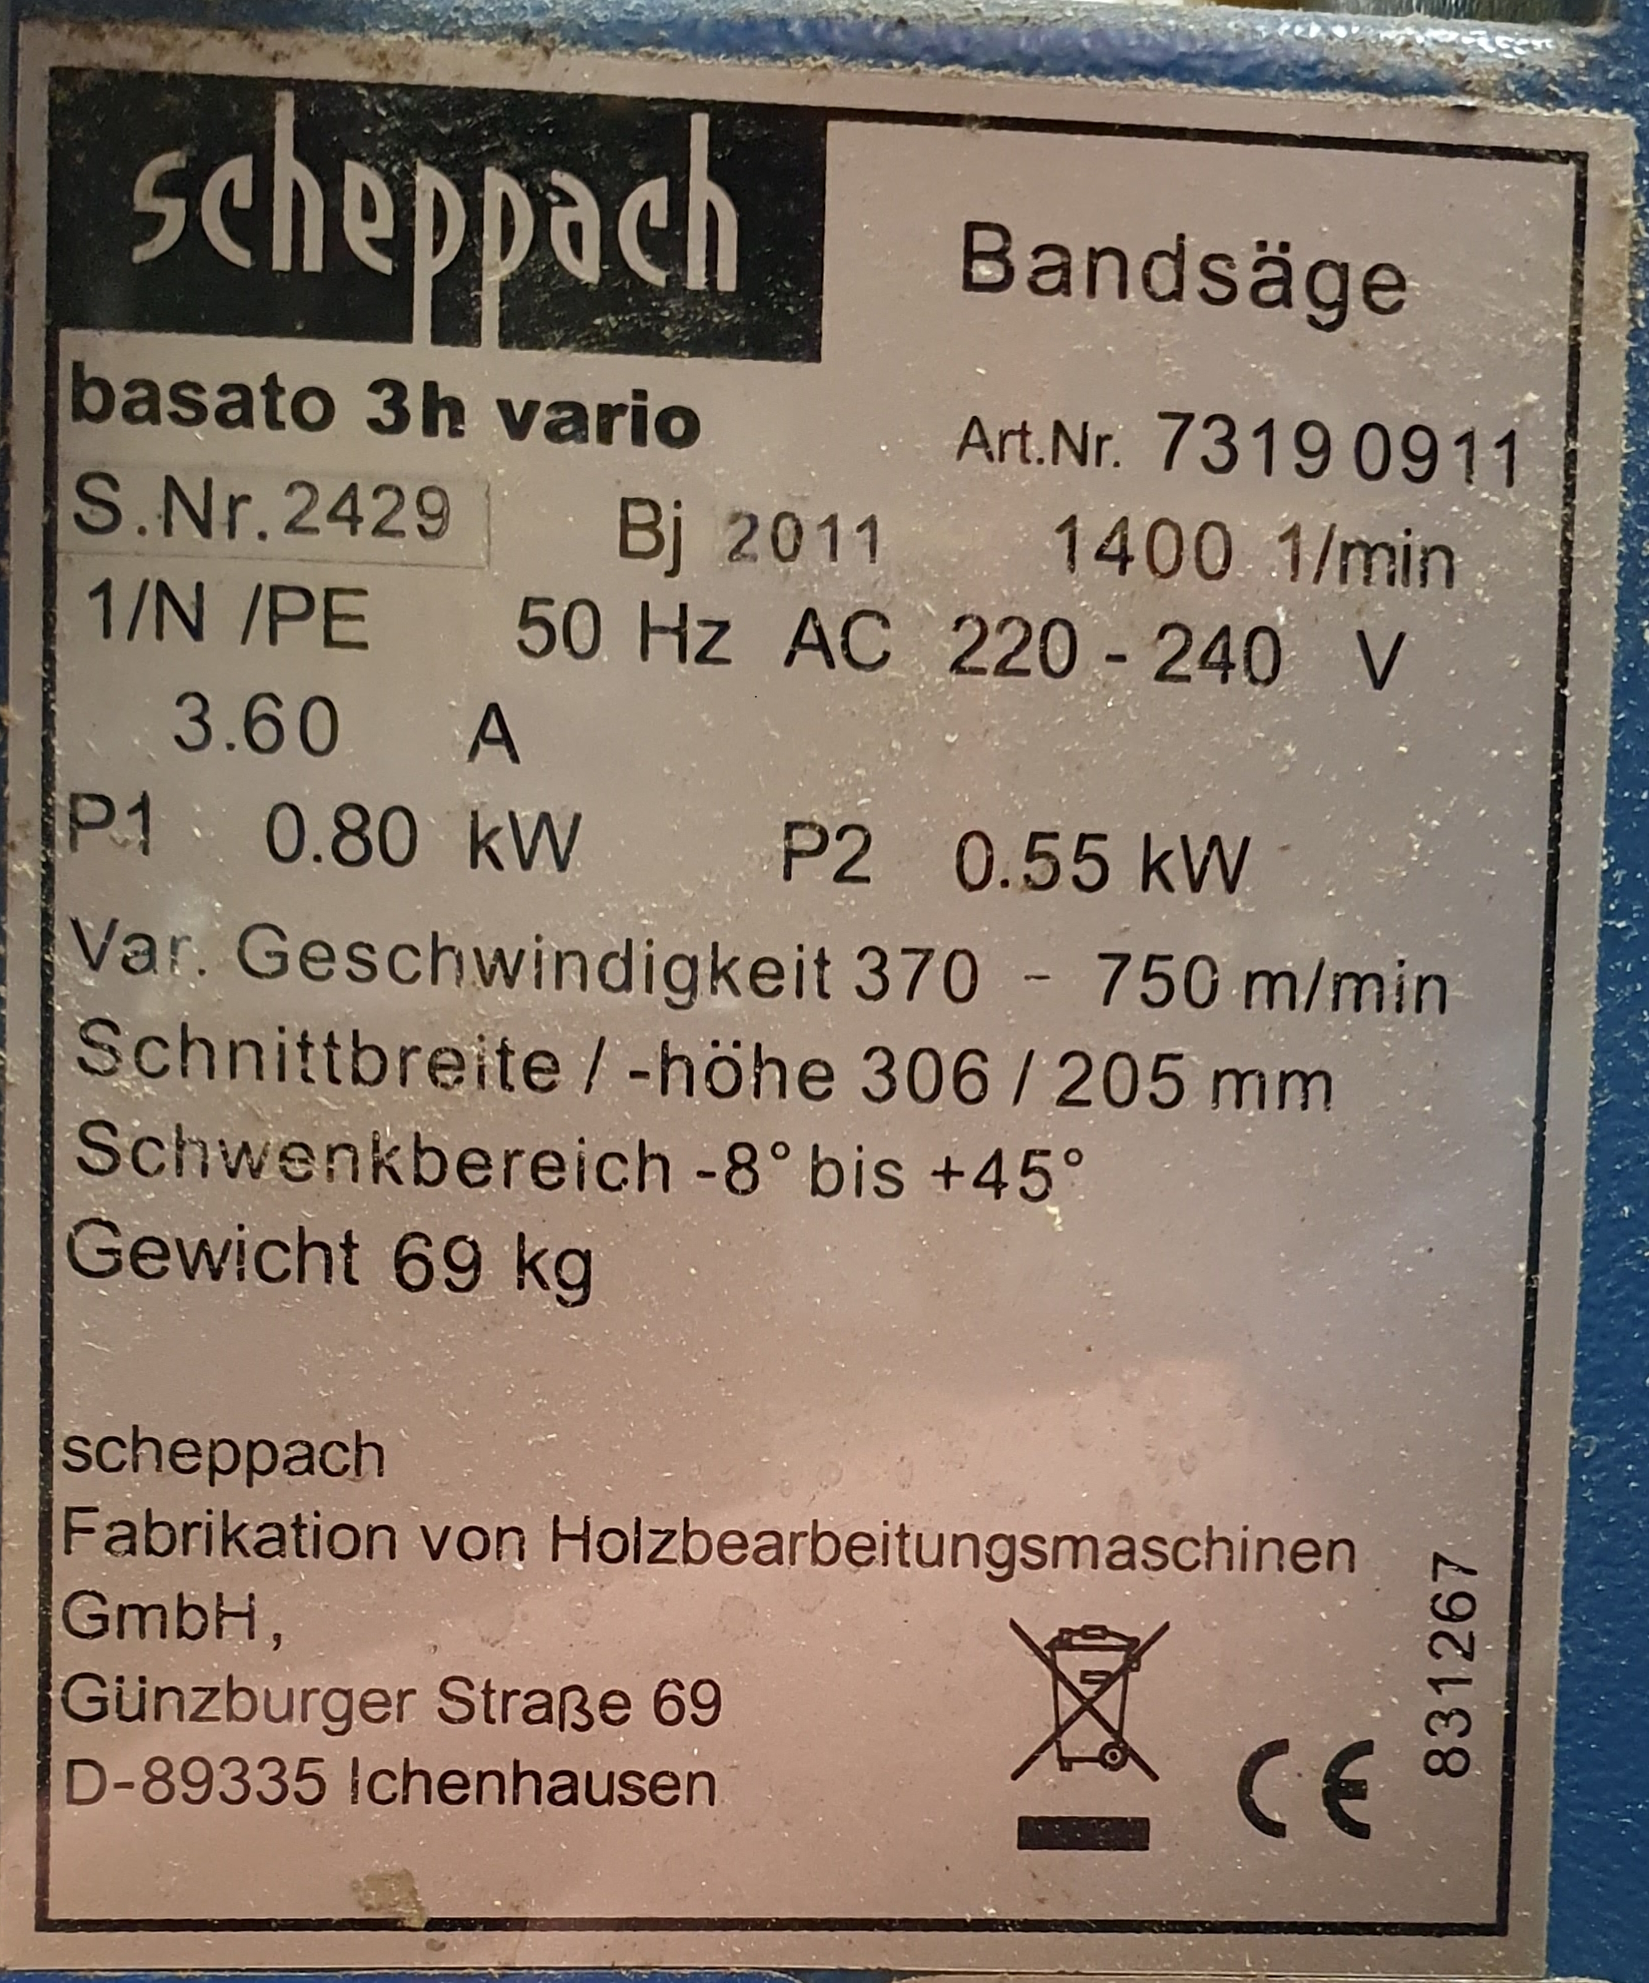 scheppach
Bandsäge
basato 3h vario
Art.Nr. 7319 0911
S.Nr. 2429 Bj 2011 1400 1/min
1/N /PE 50 Hz AC 220 - 240 V
3.60 A
P1 0.80 kW P2 0.55 kW
Var. Geschwindigkeit 370 - 750 m/min
Schnittbreite / -höhe 306 / 205 mm
Schwenkbereich -8° bis +45°
Gewicht 69 kg
scheppach
Fabrikation von Holzbearbeitungsmaschinen
GmbH,
Günzburger Straße 69
D-89335 Ichenhausen
CE
831267